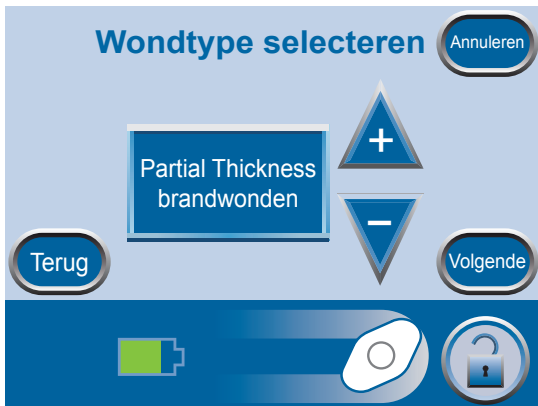 Wondtype selecteren
Annuleren
Partial Thickness
brandwonden
+
−
Terug
Volgende